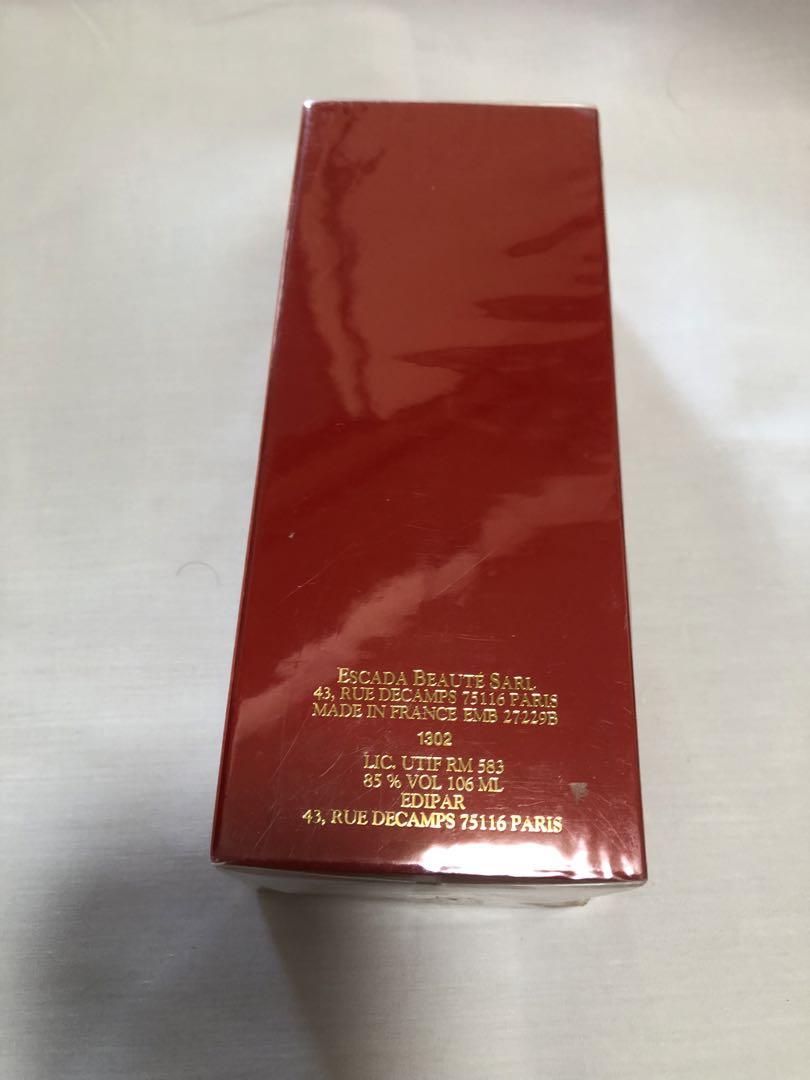 ESCADA BEAUTÉ SARL
43, RUE DECAMPS 75116 PARIS
MADE IN FRANCE EMB 27229B
1302
LIC. UTIF RM 583
85 % VOL 106 ML
EDIPAR
43, RUE DECAMPS 75116 PARIS